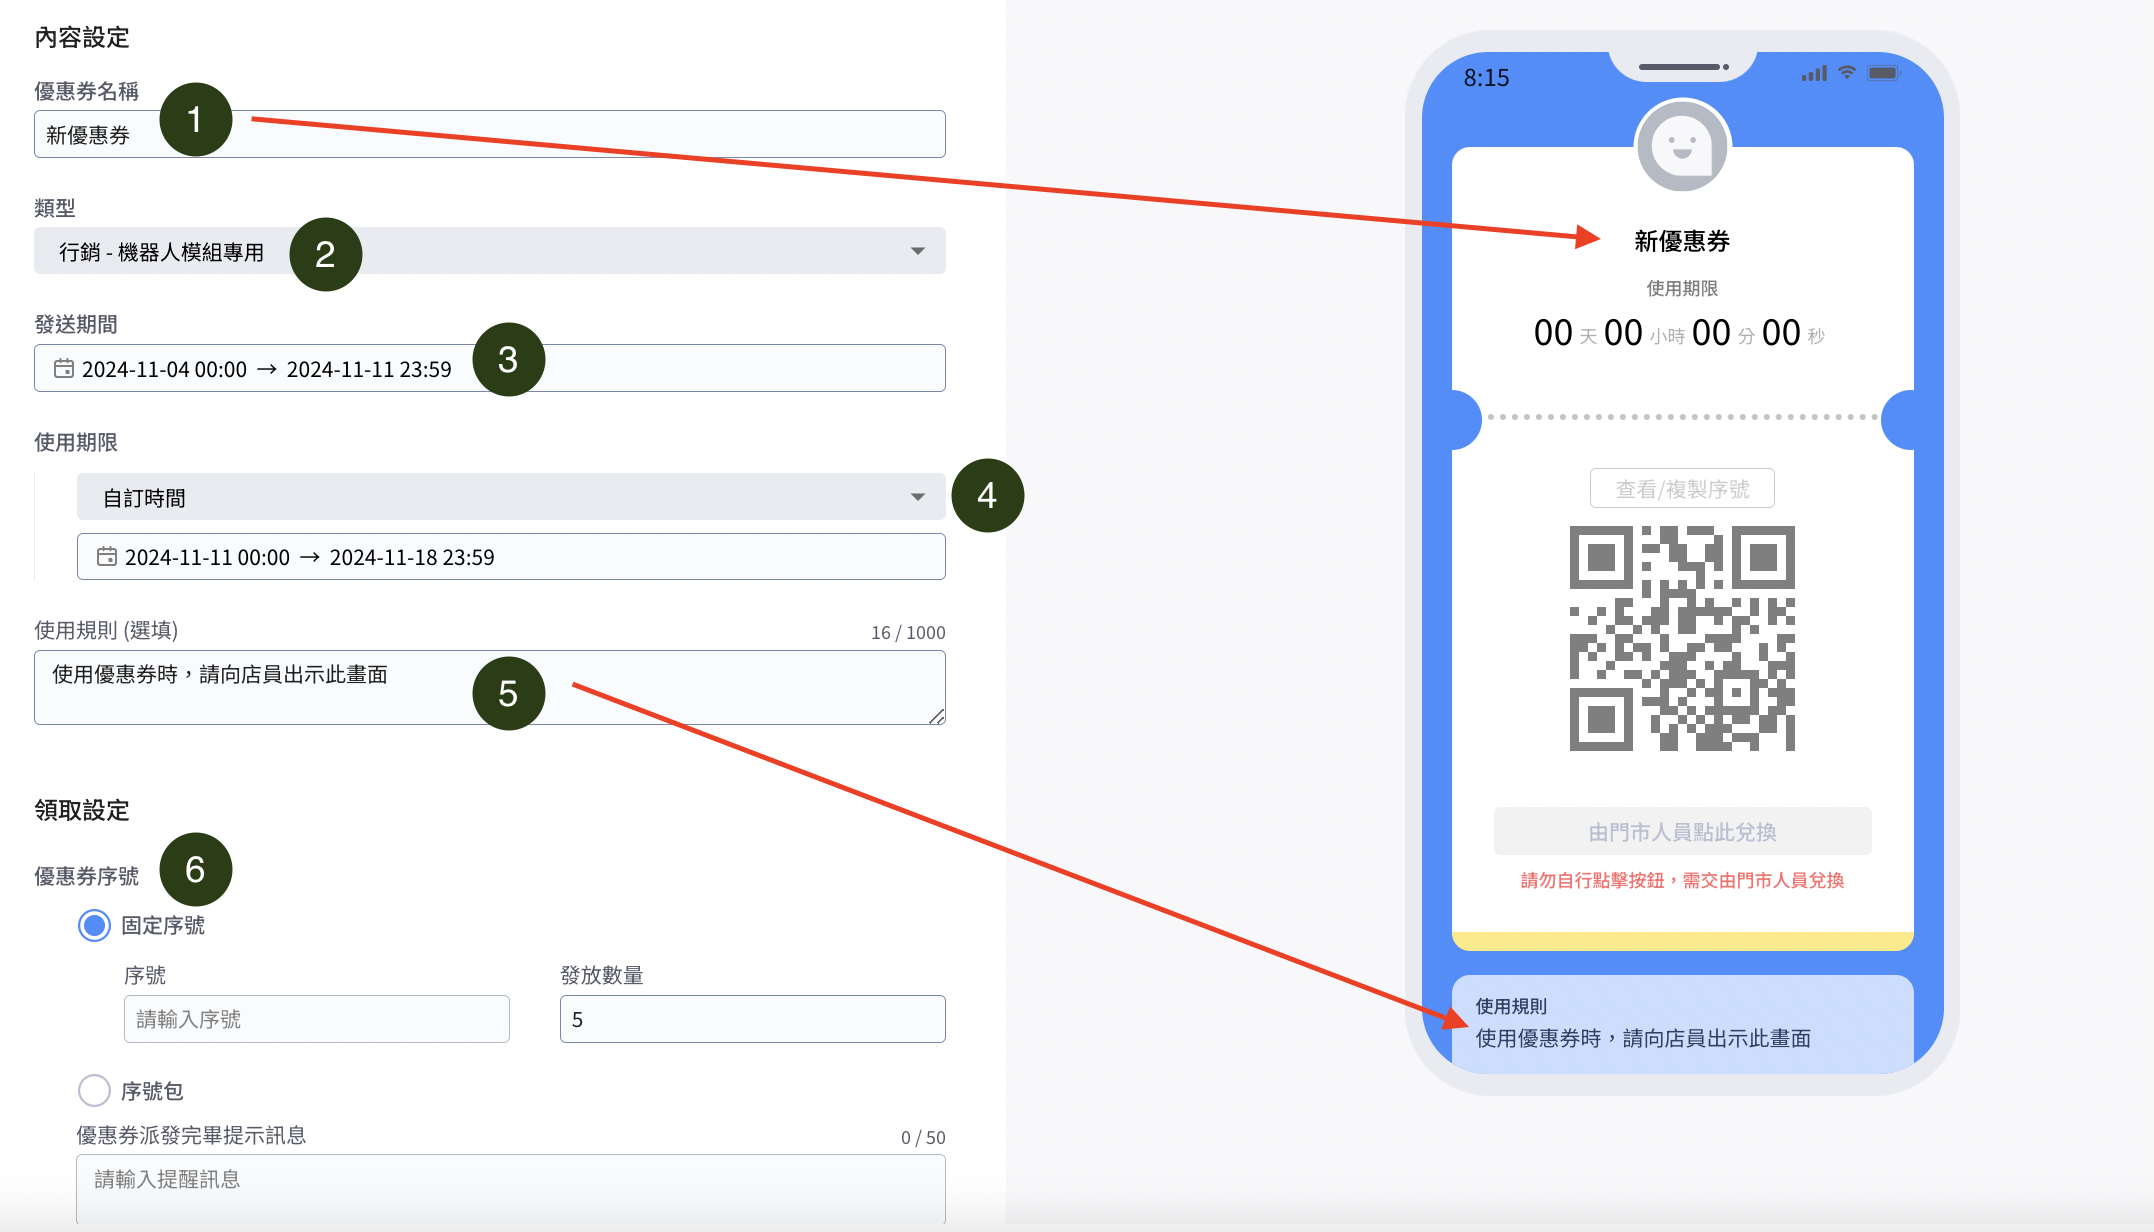 內容設定
優惠券名稱
1
新優惠券
類型
行銷 - 機器人模組專用
2
發送期間
2024-11-04 00:00 → 2024-11-11 23:59
3
使用期限
自訂時間
4
2024-11-11 00:00 → 2024-11-18 23:59
使用規則 (選填)
16 / 1000
使用優惠券時，請向店員出示此畫面
5
領取設定
優惠券序號
6
固定序號
序號
發放數量
請輸入序號
5
序號包
優惠券派發完畢提示訊息
0 / 50
請輸入提醒訊息
8:15
新優惠券
使用期限
00 天 00 小時 00 分 00 秒
查看/複製序號
由門市人員點此兌換
請勿自行點擊按鈕，需交由門市人員兌換
使用規則
使用優惠券時，請向店員出示此畫面